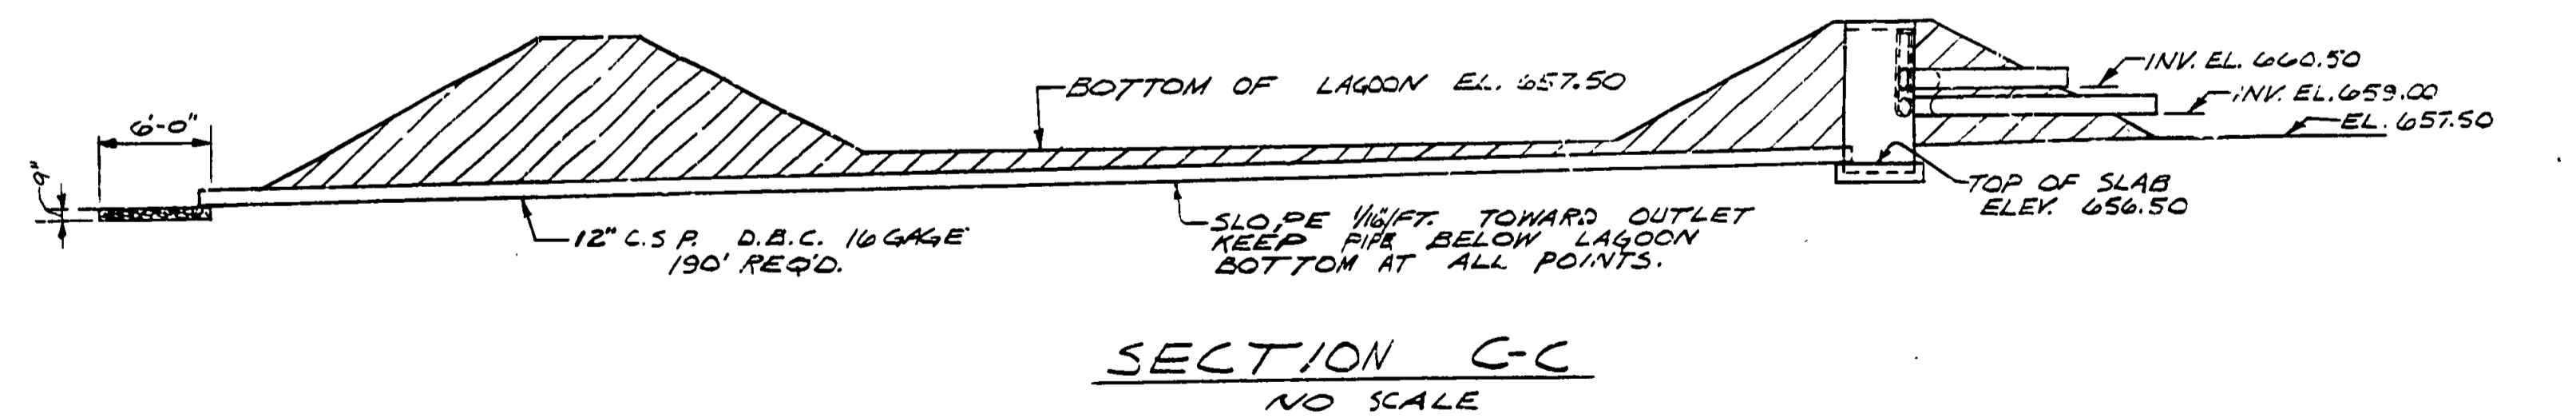 INV. EL. 660.50
BOTTOM OF LAGOON EL. 657.50
INV. EL. 659.00
EL. 657.50
6'-0"
9"
TOP OF SLAB
ELEV. 656.50
SLOPE 1/16"/FT. TOWARD OUTLET
KEEP PIPE BELOW LAGOON
BOTTOM AT ALL POINTS.
12" C.S.P. D.B.C. 16 GAGE
190' REQ'D.
SECTION C-C
NO SCALE